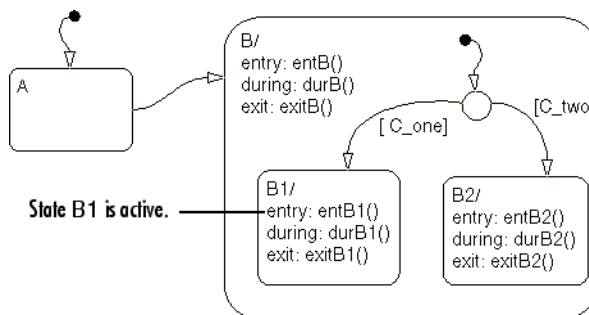 A
B/
entry: entB()
during: durB()
exit: exitB()
[ C_one]
[C_two
State B1 is active.
B1/
entry: entB1()
during: durB1()
exit: exitB1()
B2/
entry: entB2()
during: durB2()
exit: exitB2()